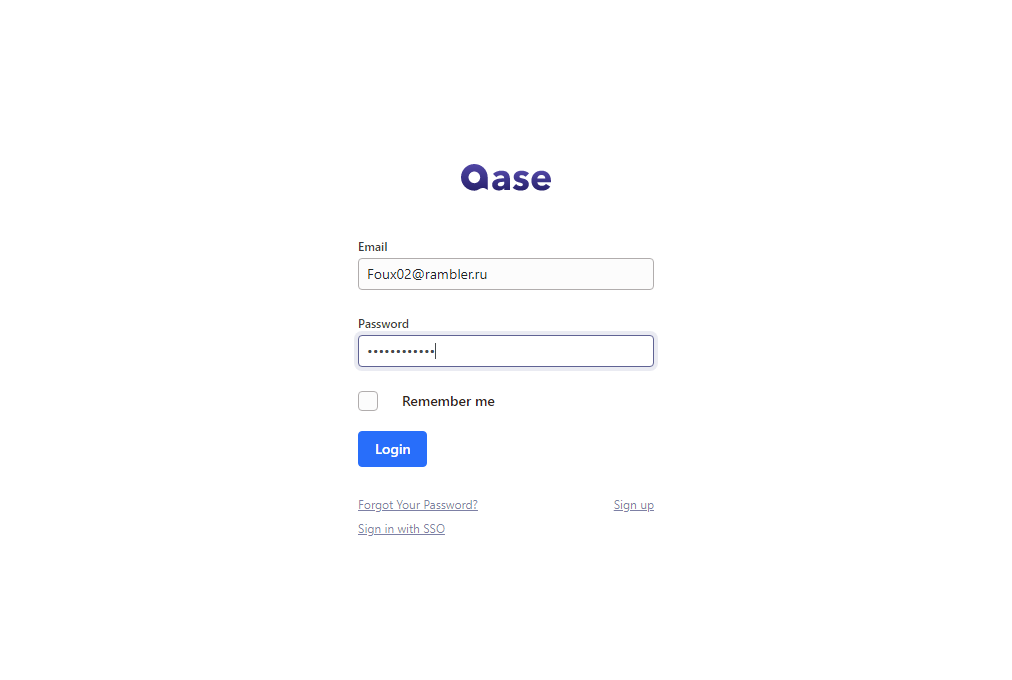 Qase
Email
Foux02@rambler.ru
Password
••••••••••••
Remember me
Login
Forgot Your Password? Sign up
Sign in with SSO